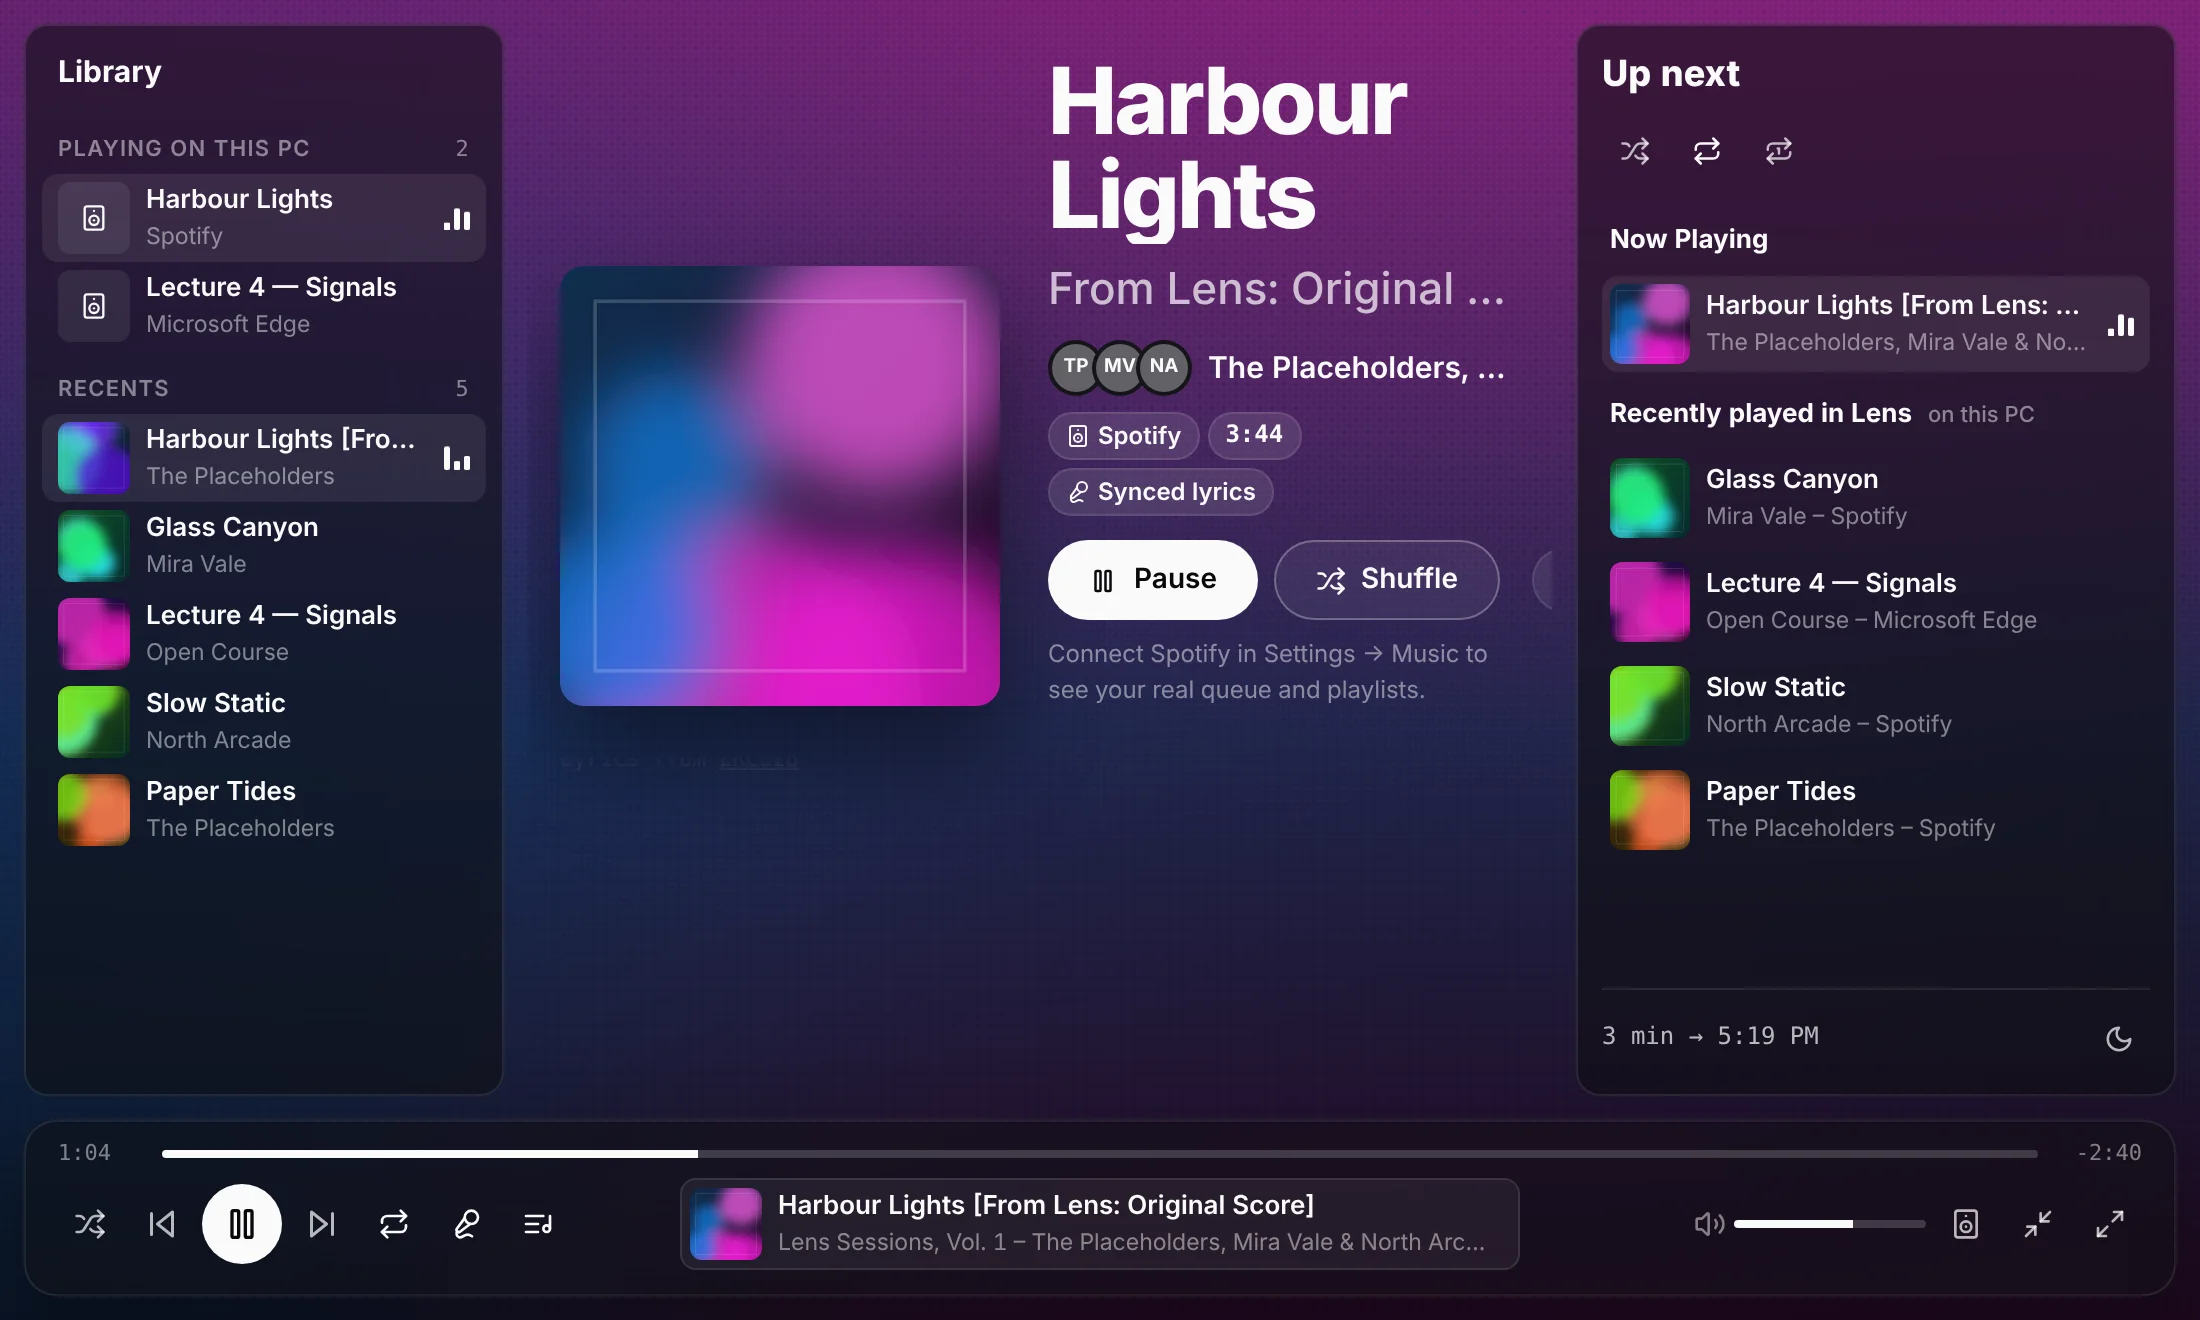 Library
PLAYING ON THIS PC 2
Harbour Lights
Spotify
Lecture 4 — Signals
Microsoft Edge
RECENTS 5
Harbour Lights [Fro...
The Placeholders
Glass Canyon
Mira Vale
Lecture 4 — Signals
Open Course
Slow Static
North Arcade
Paper Tides
The Placeholders
Harbour
Lights
From Lens: Original ...
TP MV NA The Placeholders, ...
Spotify 3:44
Synced lyrics
Pause Shuffle
Connect Spotify in Settings → Music to
see your real queue and playlists.
Up next
Now Playing
Harbour Lights [From Lens: ...
The Placeholders, Mira Vale & No...
Recently played in Lens on this PC
Glass Canyon
Mira Vale – Spotify
Lecture 4 — Signals
Open Course – Microsoft Edge
Slow Static
North Arcade – Spotify
Paper Tides
The Placeholders – Spotify
3 min → 5:19 PM
1:04 -2:40
Harbour Lights [From Lens: Original Score]
Lens Sessions, Vol. 1 – The Placeholders, Mira Vale & North Arc...